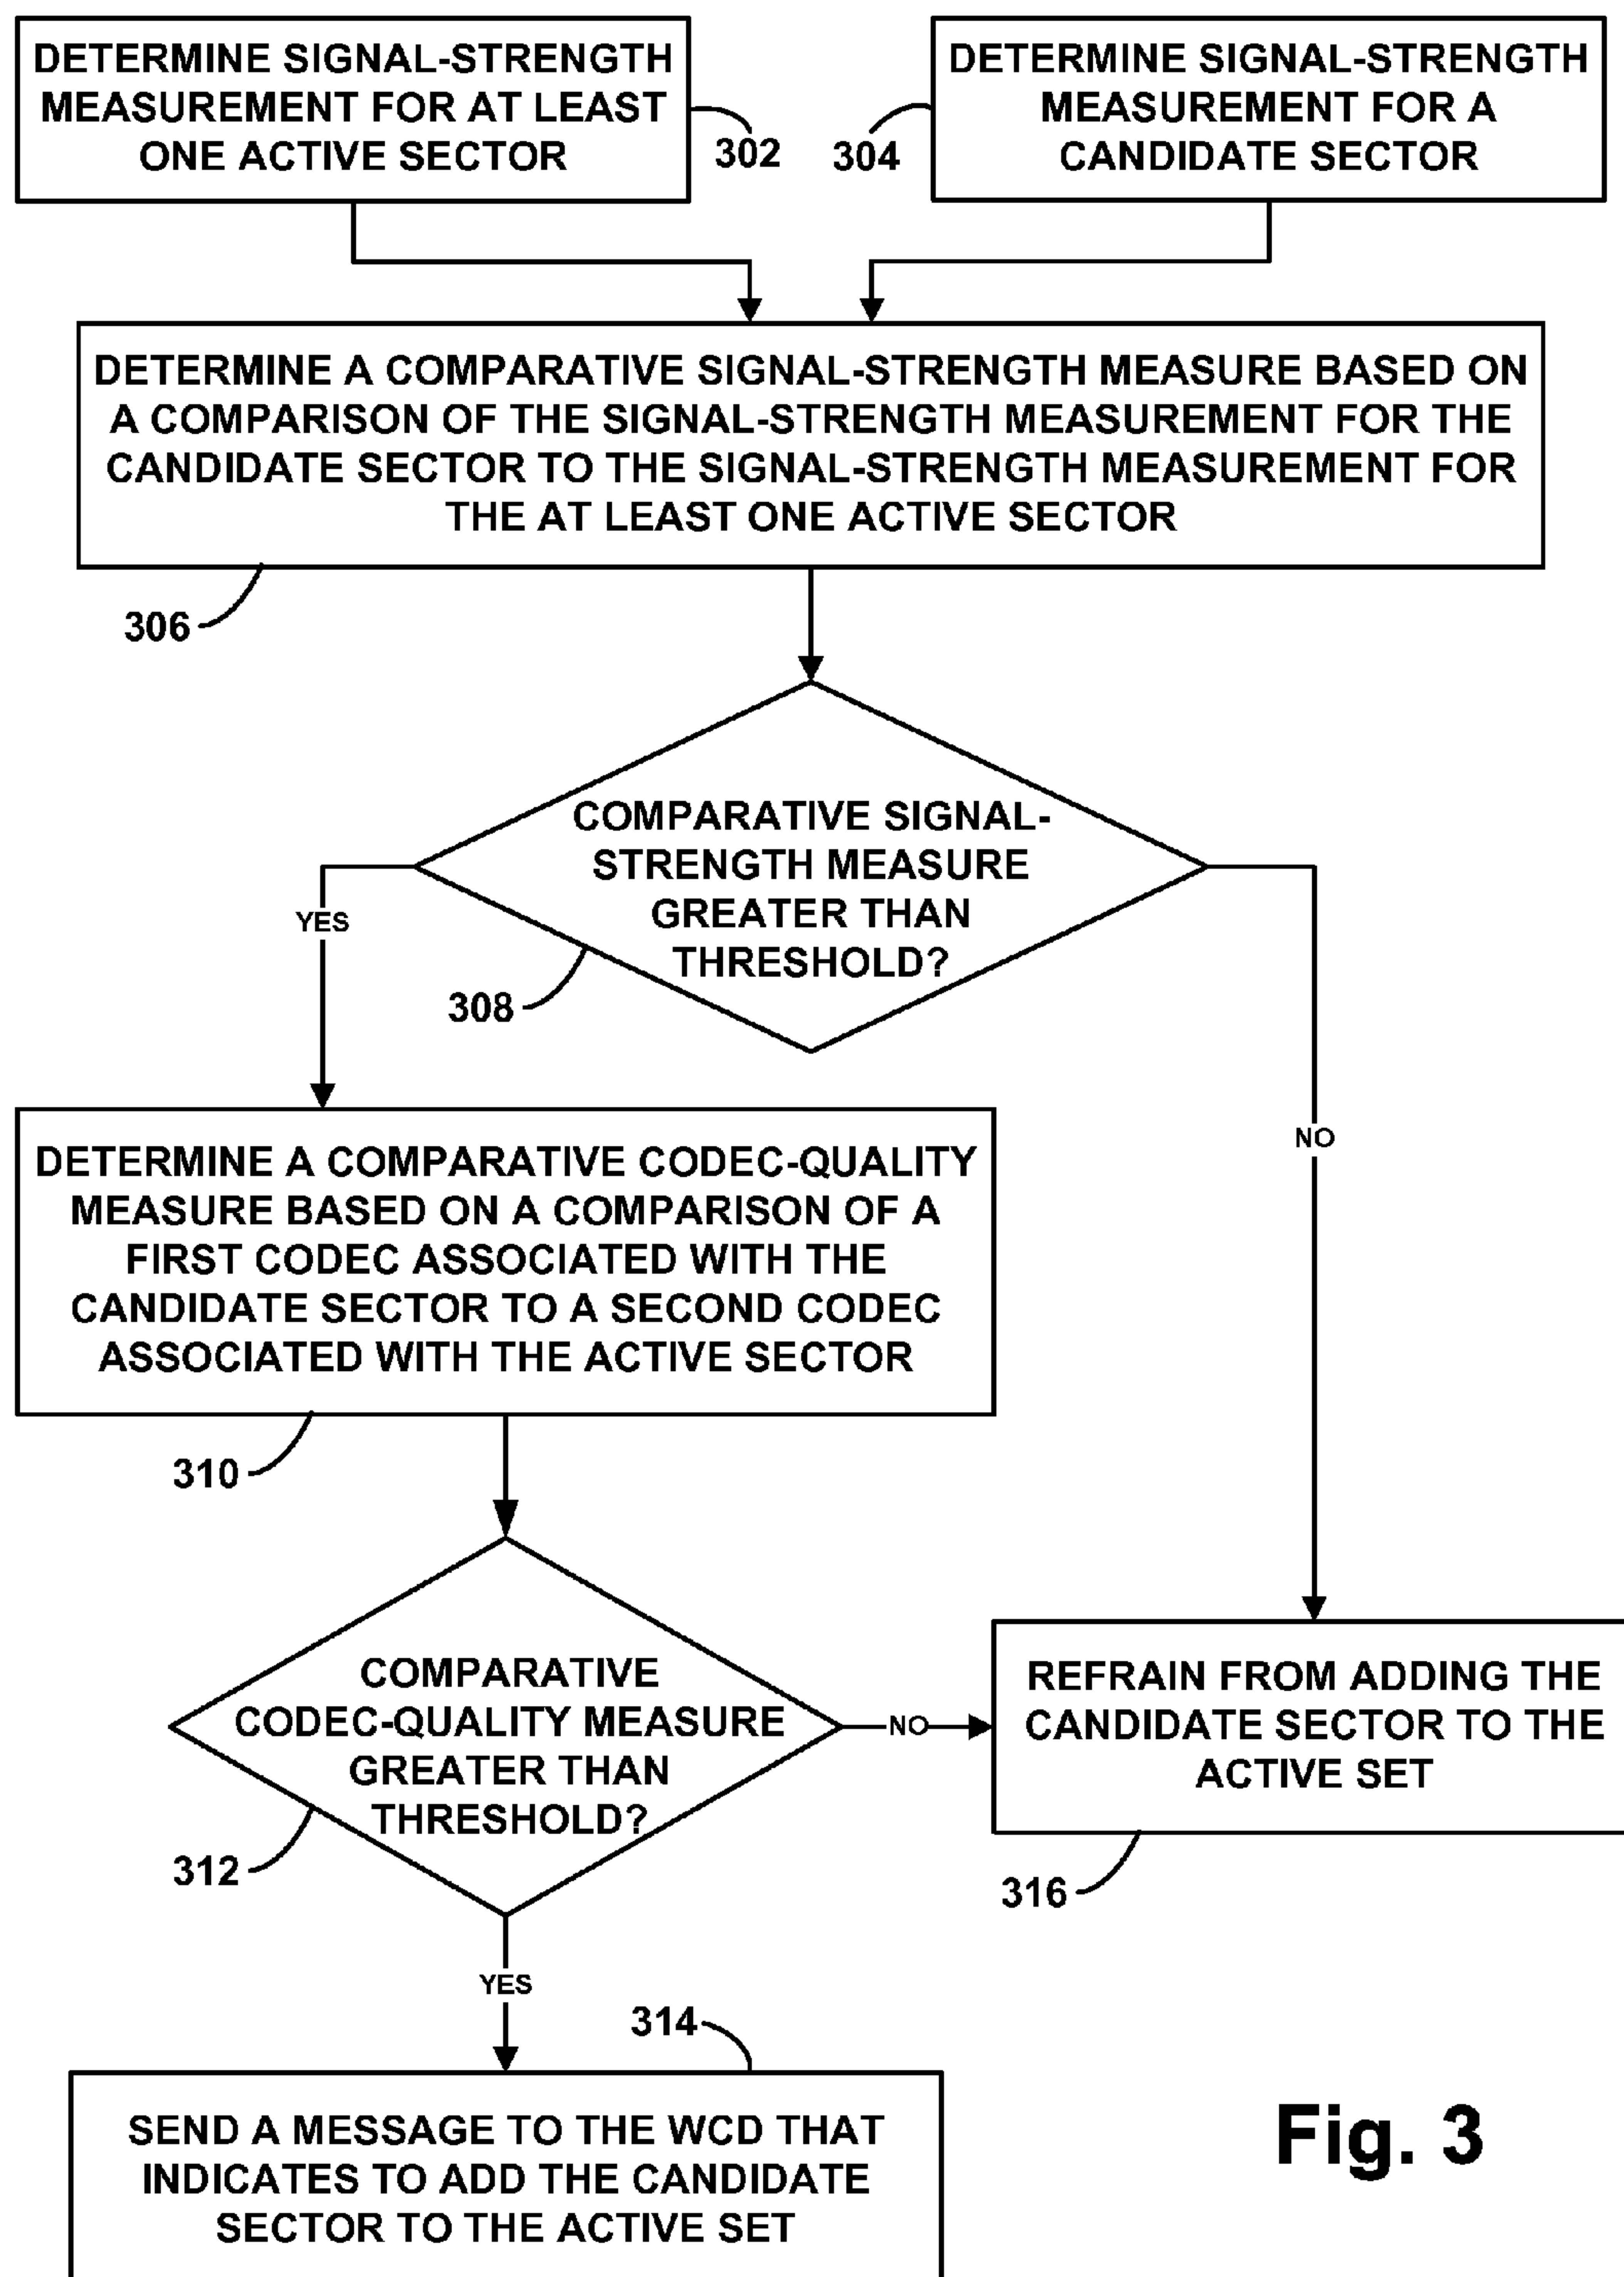 DETERMINE SIGNAL-STRENGTH
MEASUREMENT FOR AT LEAST
ONE ACTIVE SECTOR
302
304
DETERMINE SIGNAL-STRENGTH
MEASUREMENT FOR A
CANDIDATE SECTOR
DETERMINE A COMPARATIVE SIGNAL-STRENGTH MEASURE BASED ON
A COMPARISON OF THE SIGNAL-STRENGTH MEASUREMENT FOR THE
CANDIDATE SECTOR TO THE SIGNAL-STRENGTH MEASUREMENT FOR
THE AT LEAST ONE ACTIVE SECTOR
306
COMPARATIVE SIGNAL-
STRENGTH MEASURE
GREATER THAN
THRESHOLD?
YES
308
NO
DETERMINE A COMPARATIVE CODEC-QUALITY
MEASURE BASED ON A COMPARISON OF A
FIRST CODEC ASSOCIATED WITH THE
CANDIDATE SECTOR TO A SECOND CODEC
ASSOCIATED WITH THE ACTIVE SECTOR
310
COMPARATIVE
CODEC-QUALITY MEASURE
GREATER THAN
THRESHOLD?
312
NO
REFRAIN FROM ADDING THE
CANDIDATE SECTOR TO THE
ACTIVE SET
316
YES
314
SEND A MESSAGE TO THE WCD THAT
INDICATES TO ADD THE CANDIDATE
SECTOR TO THE ACTIVE SET
Fig. 3